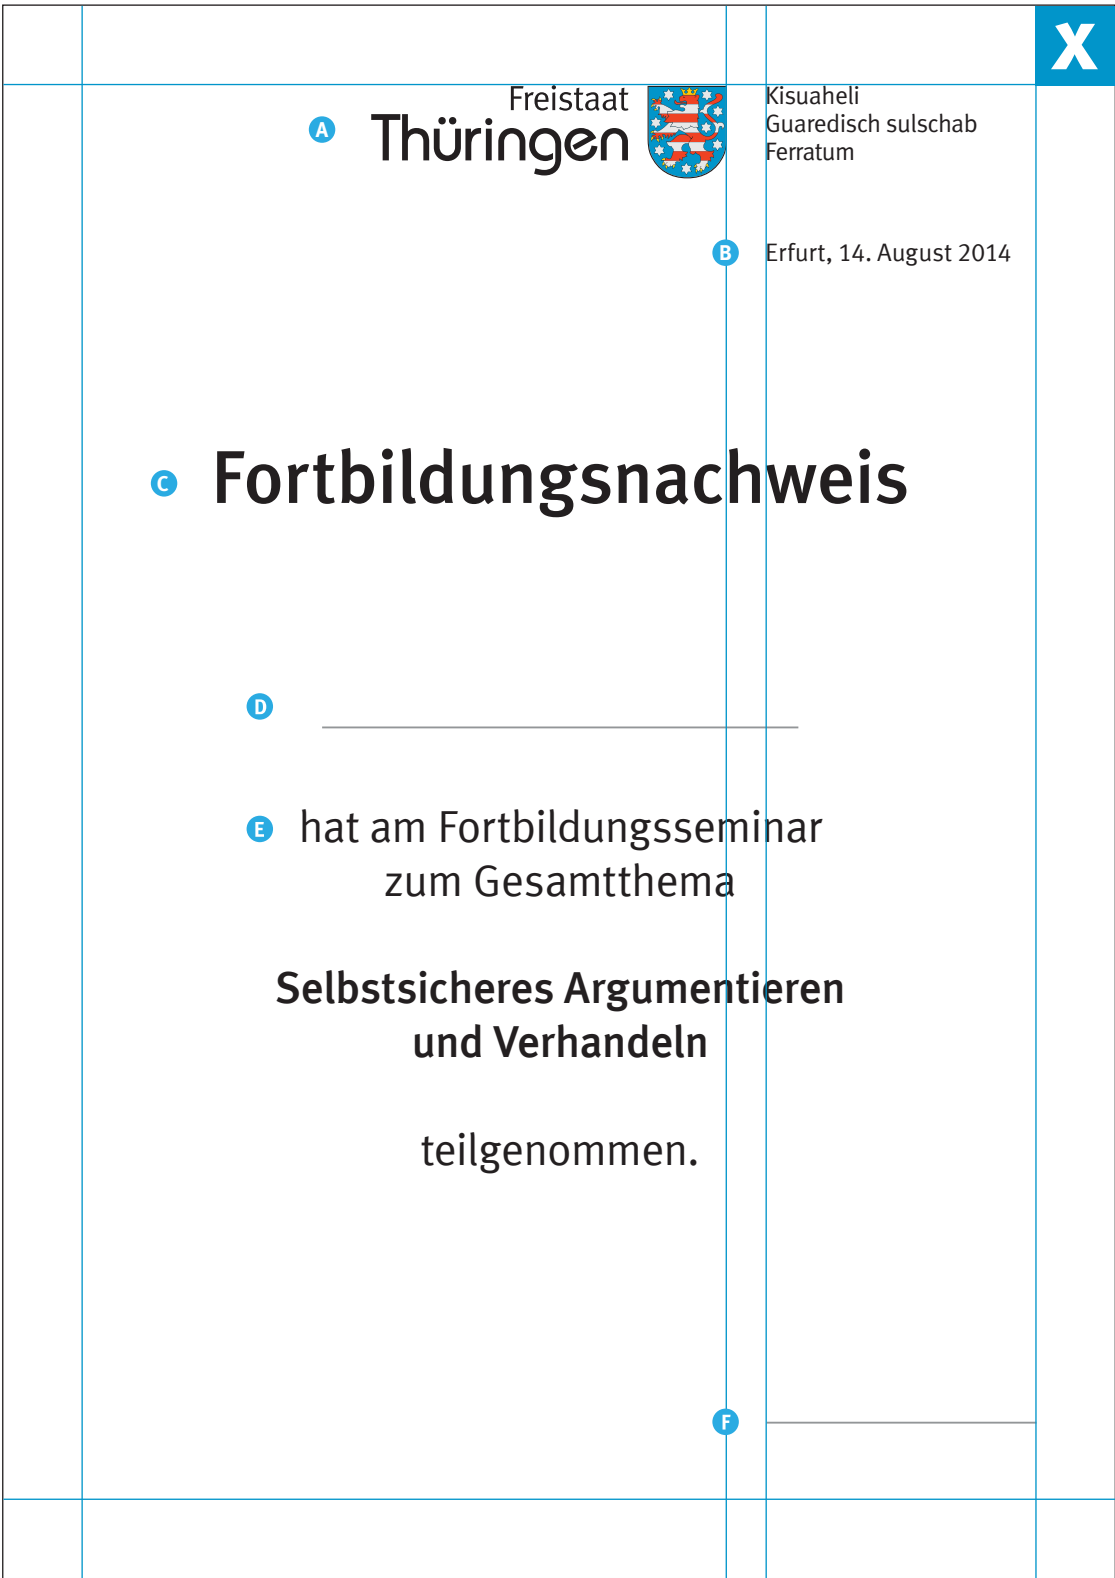 X
Freistaat
Thüringen
Kisuaheli
Guaredisch sulschab
Ferratum
A
B Erfurt, 14. August 2014
C Fortbildungsnachweis
D
E hat am Fortbildungsseminar
zum Gesamtthema
Selbstsicheres Argumentieren
und Verhandeln
teilgenommen.
F